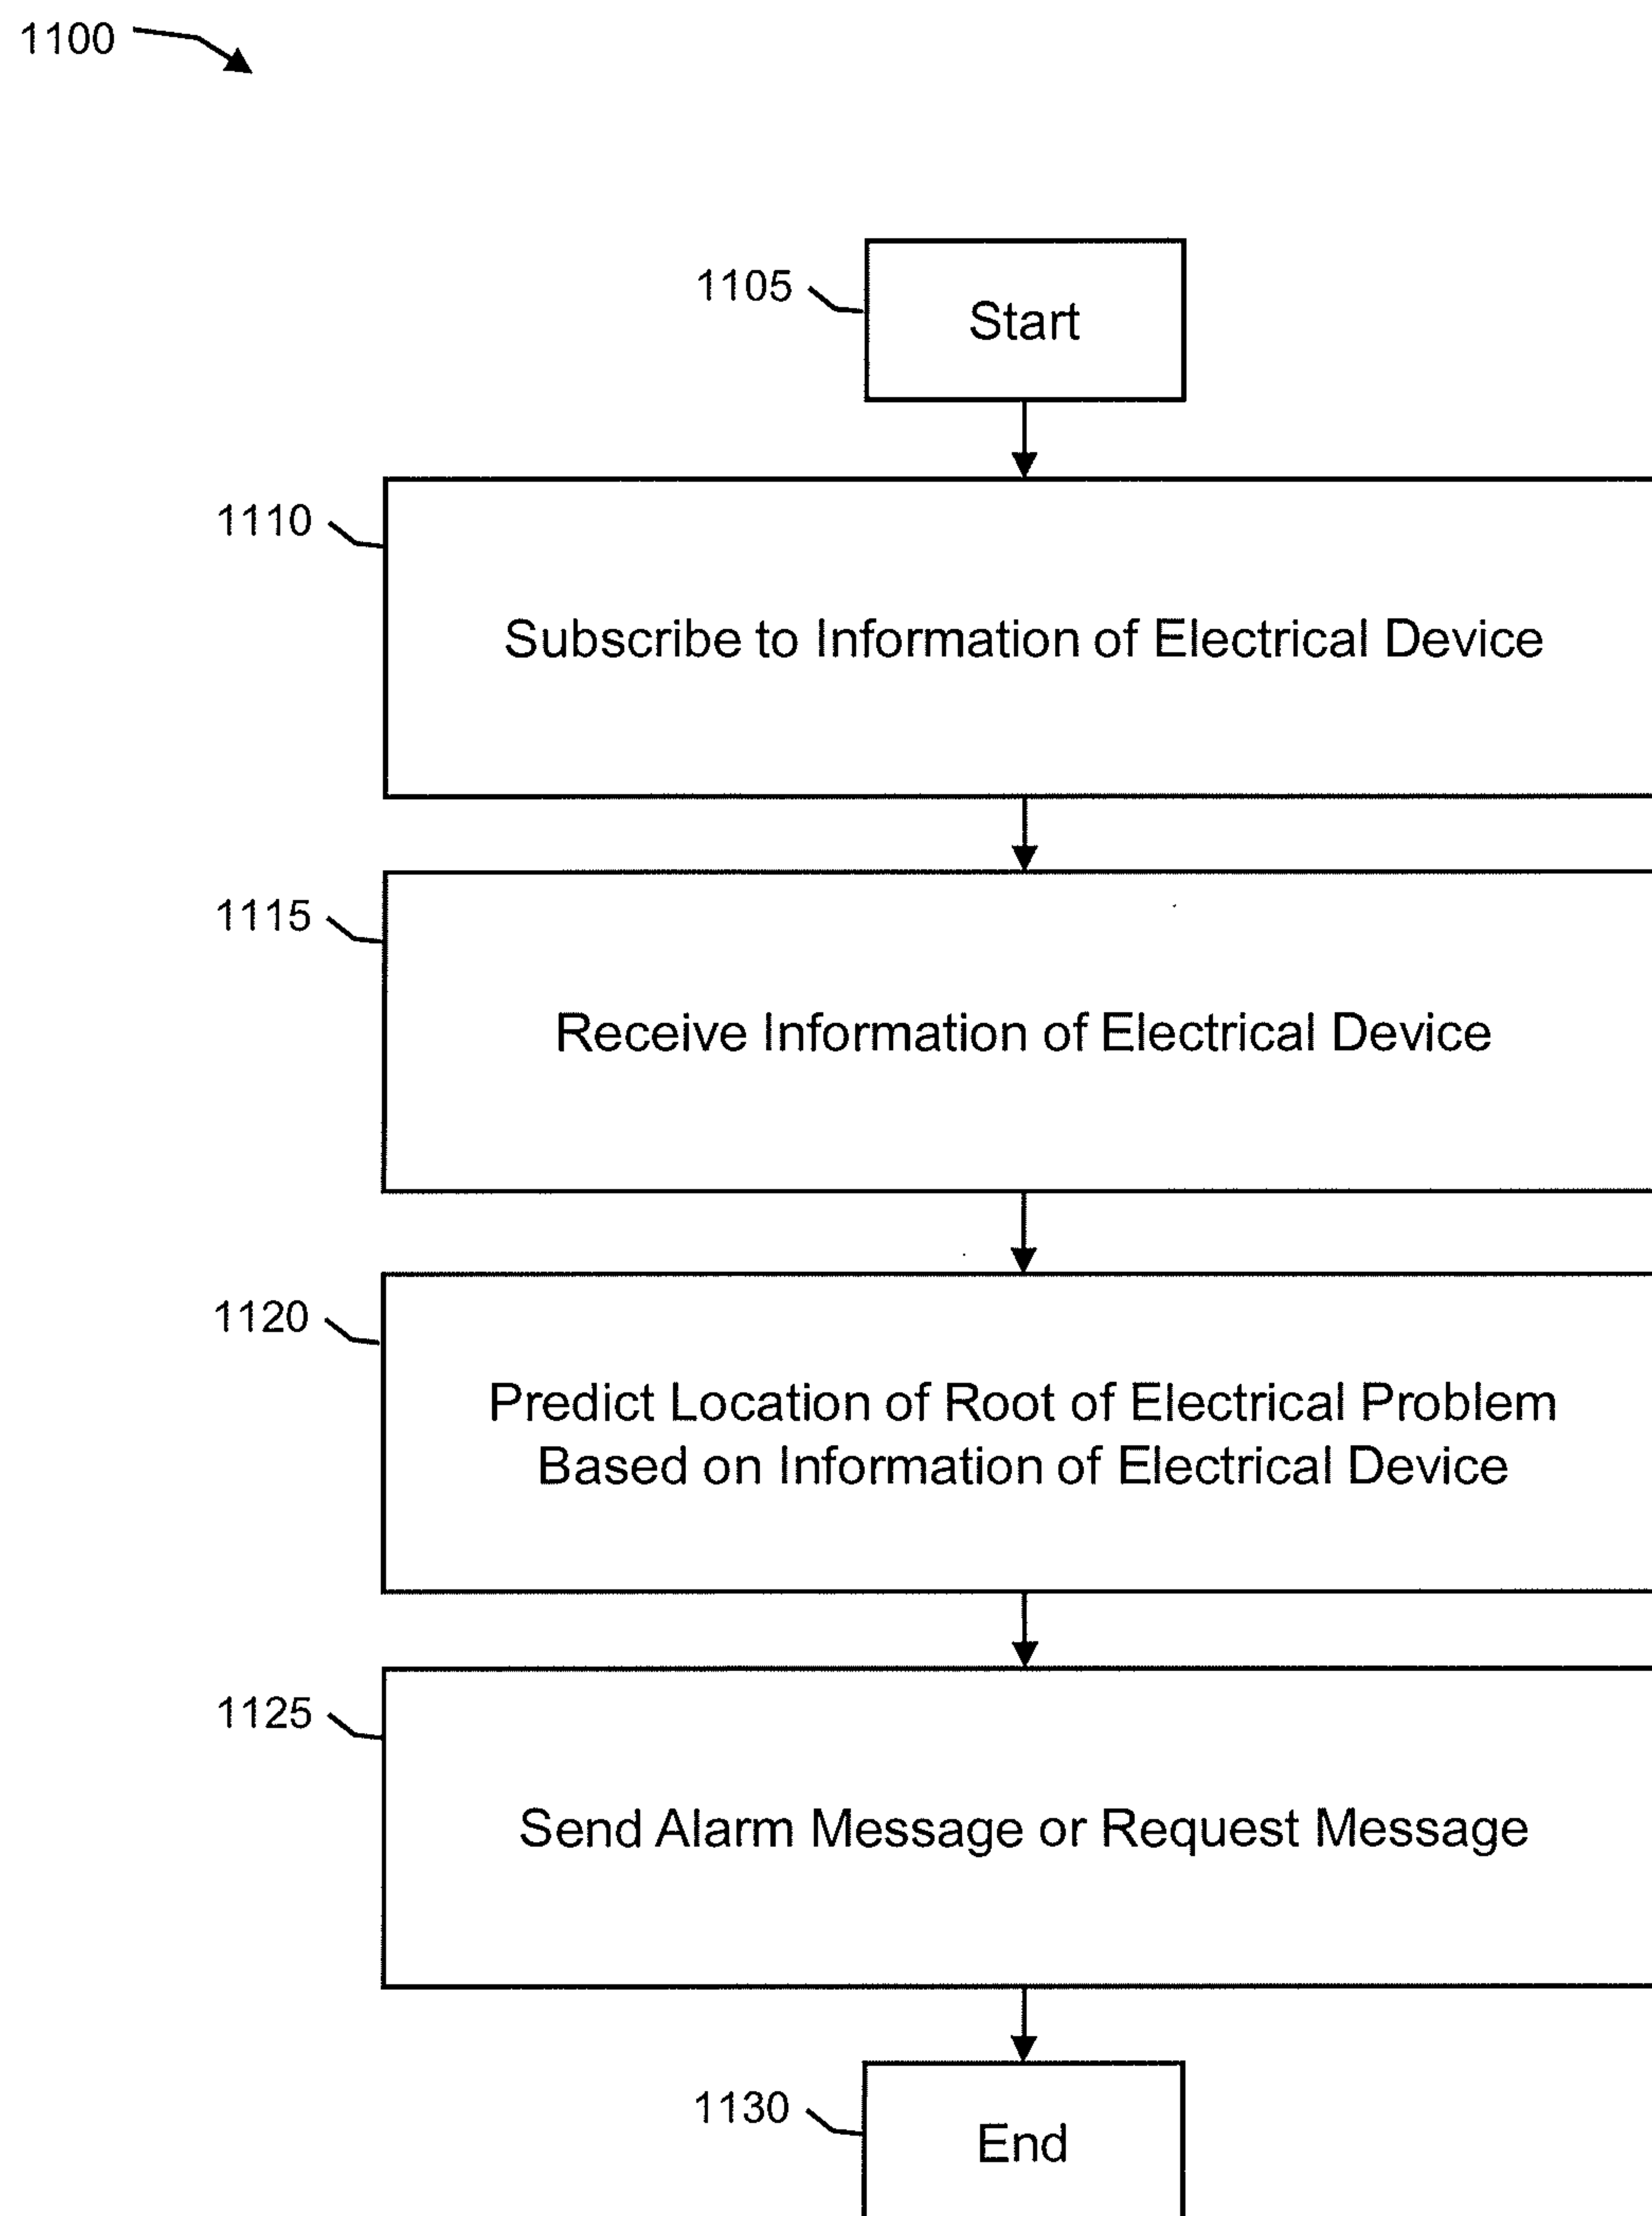 1100
1105
Start
1110
Subscribe to Information of Electrical Device
1115
Receive Information of Electrical Device
1120
Predict Location of Root of Electrical Problem
Based on Information of Electrical Device
1125
Send Alarm Message or Request Message
1130
End